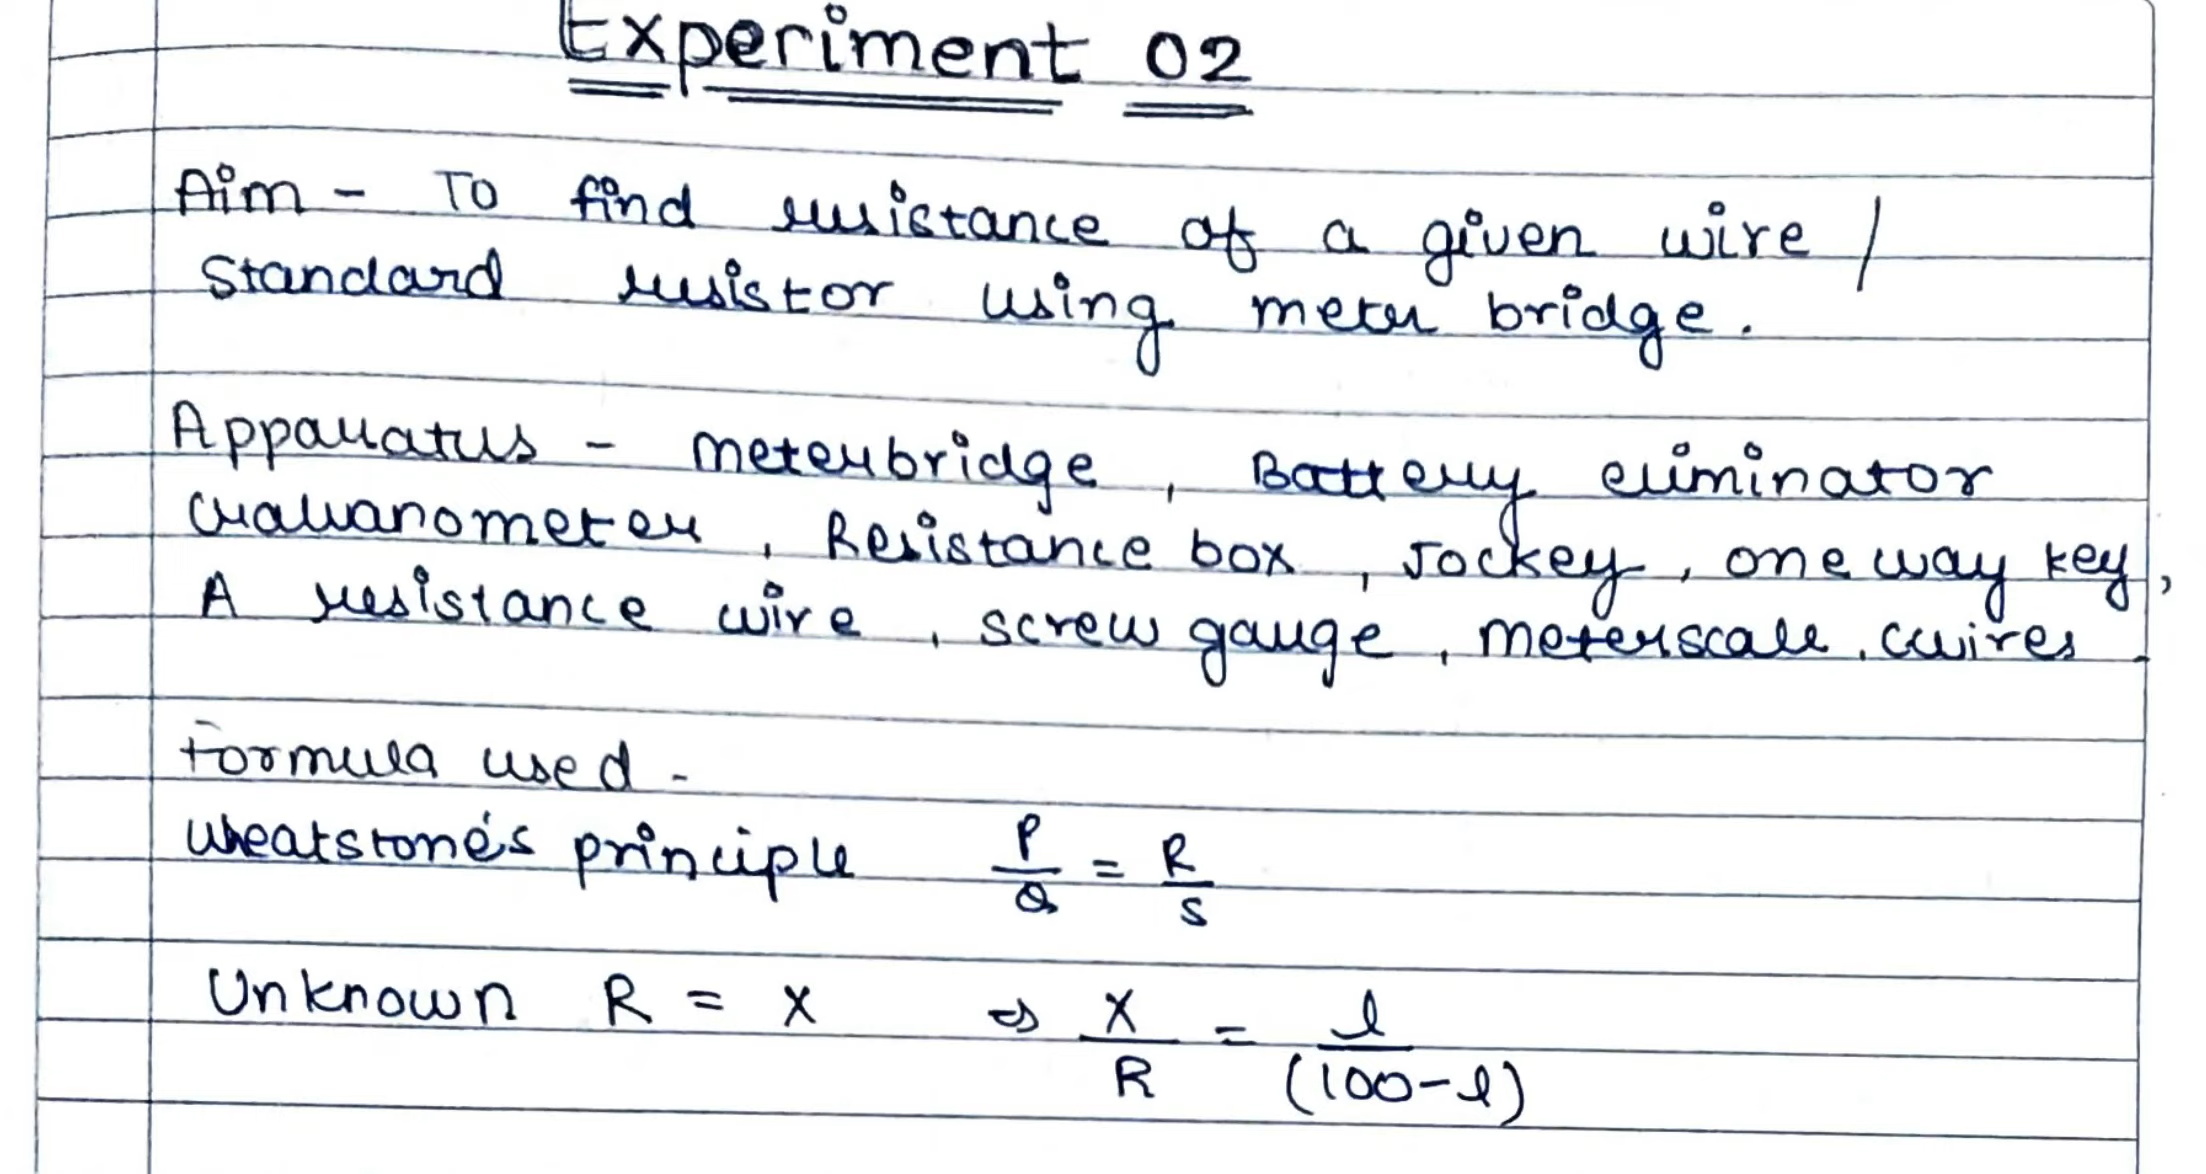 Experiment 02
Aim - To find resistance of a given wire /
Standard resistor using meter bridge.
Apparatus - meterbridge, Battery eliminator
Galvanometer, Resistance box, Jockey, one way key,
A resistance wire, screw gauge, meterscale, cwires.
Formula used -
Wheatstone's principle P/Q = R/S
Unknown R = X ⇒ X/R = l/(100-l)